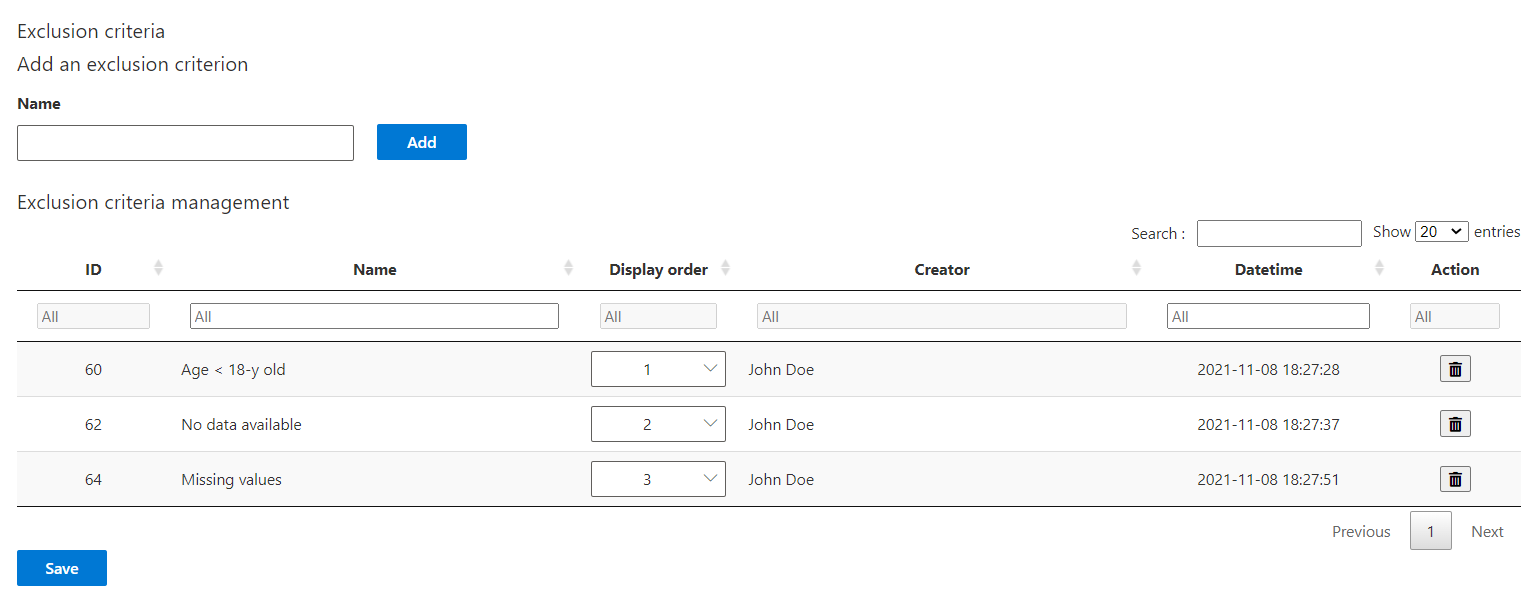 Exclusion criteria
Add an exclusion criterion
Name
Add
Exclusion criteria management
Search : Show 20 entries
ID Name Display order Creator Datetime Action
All All All All All All
60 Age < 18-y old 1 John Doe 2021-11-08 18:27:28
62 No data available 2 John Doe 2021-11-08 18:27:37
64 Missing values 3 John Doe 2021-11-08 18:27:51
Previous 1 Next
Save